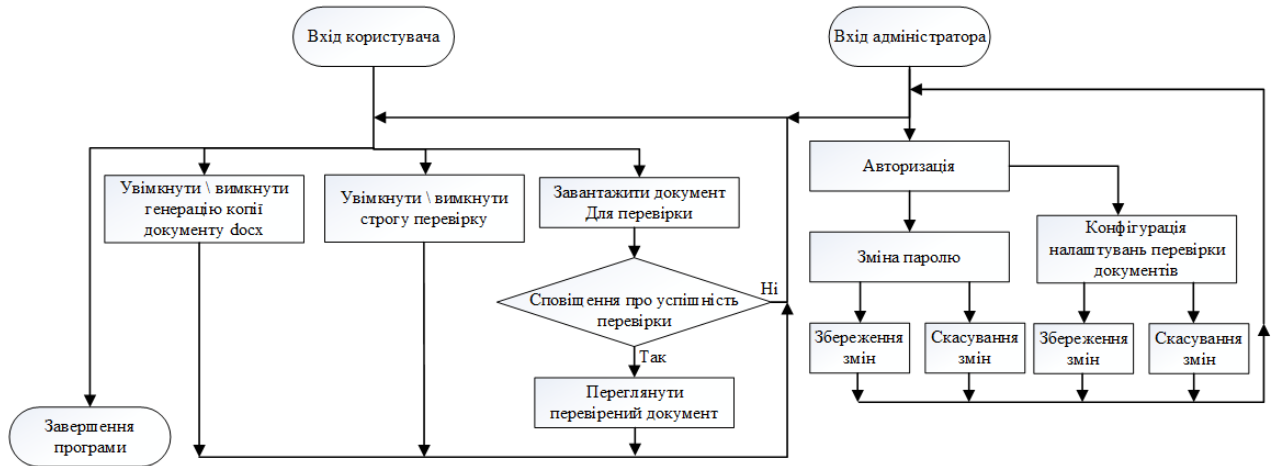 Вхід користувача
Вхід адміністратора
Увімкнути \ вимкнути
генерацію копії
документу docx
Увімкнути \ вимкнути
строгу перевірку
Завантажити документ
Для перевірки
Авторизація
Зміна паролю
Конфігурація
налаштувань перевірки
документів
Сповіщення про успішність
перевірки
Ні
Так
Збереження
змін
Скасування
змін
Збереження
змін
Скасування
змін
Переглянути
перевірений документ
Завершення
програми